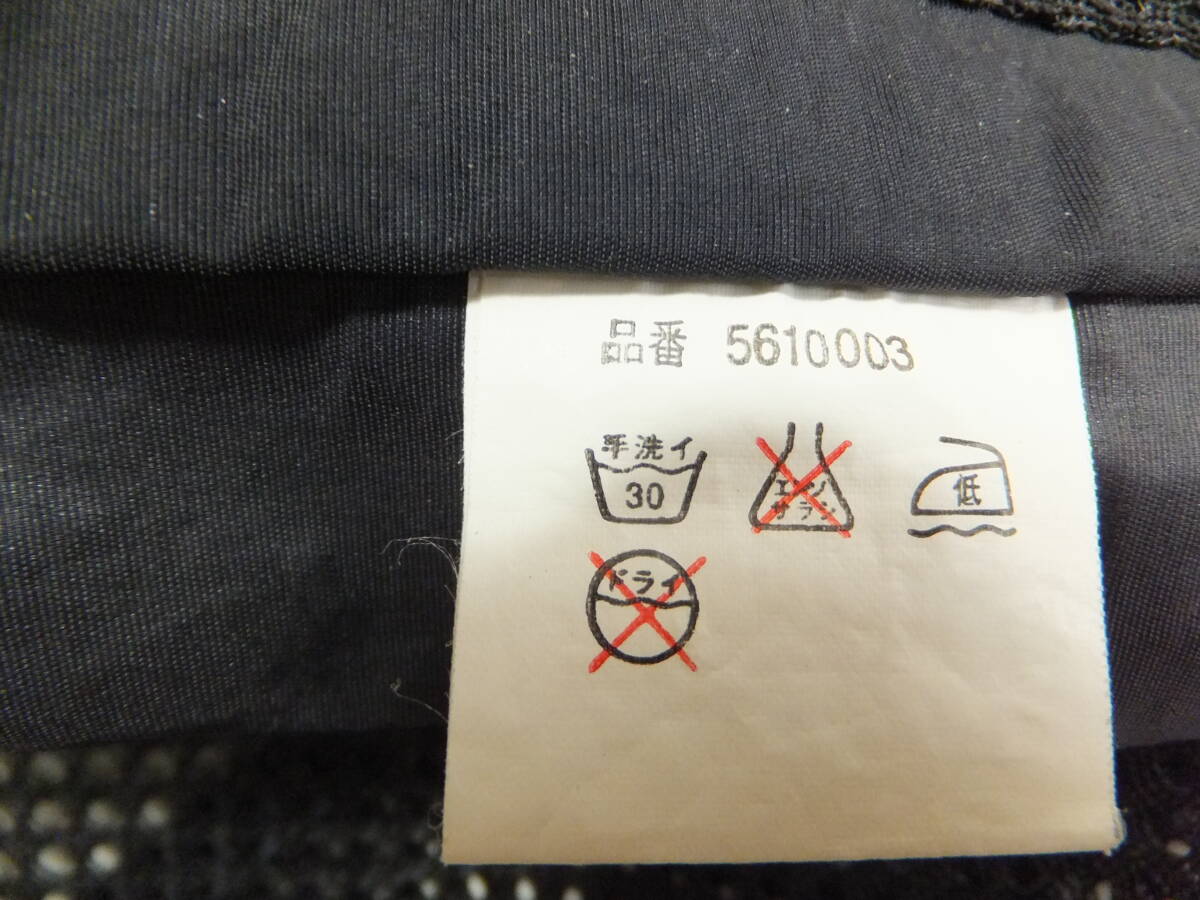 品番 5610003
手洗イ
30
エンソ
サラシ
低
ドライ